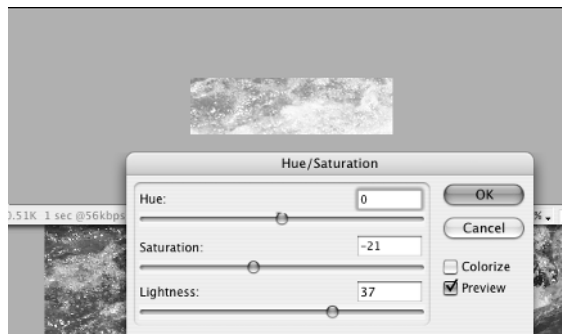 Hue/Saturation
Hue:
0
OK
0.51K 1 sec @56kbps
%
Cancel
Saturation:
-21
Colorize
Lightness:
37
Preview